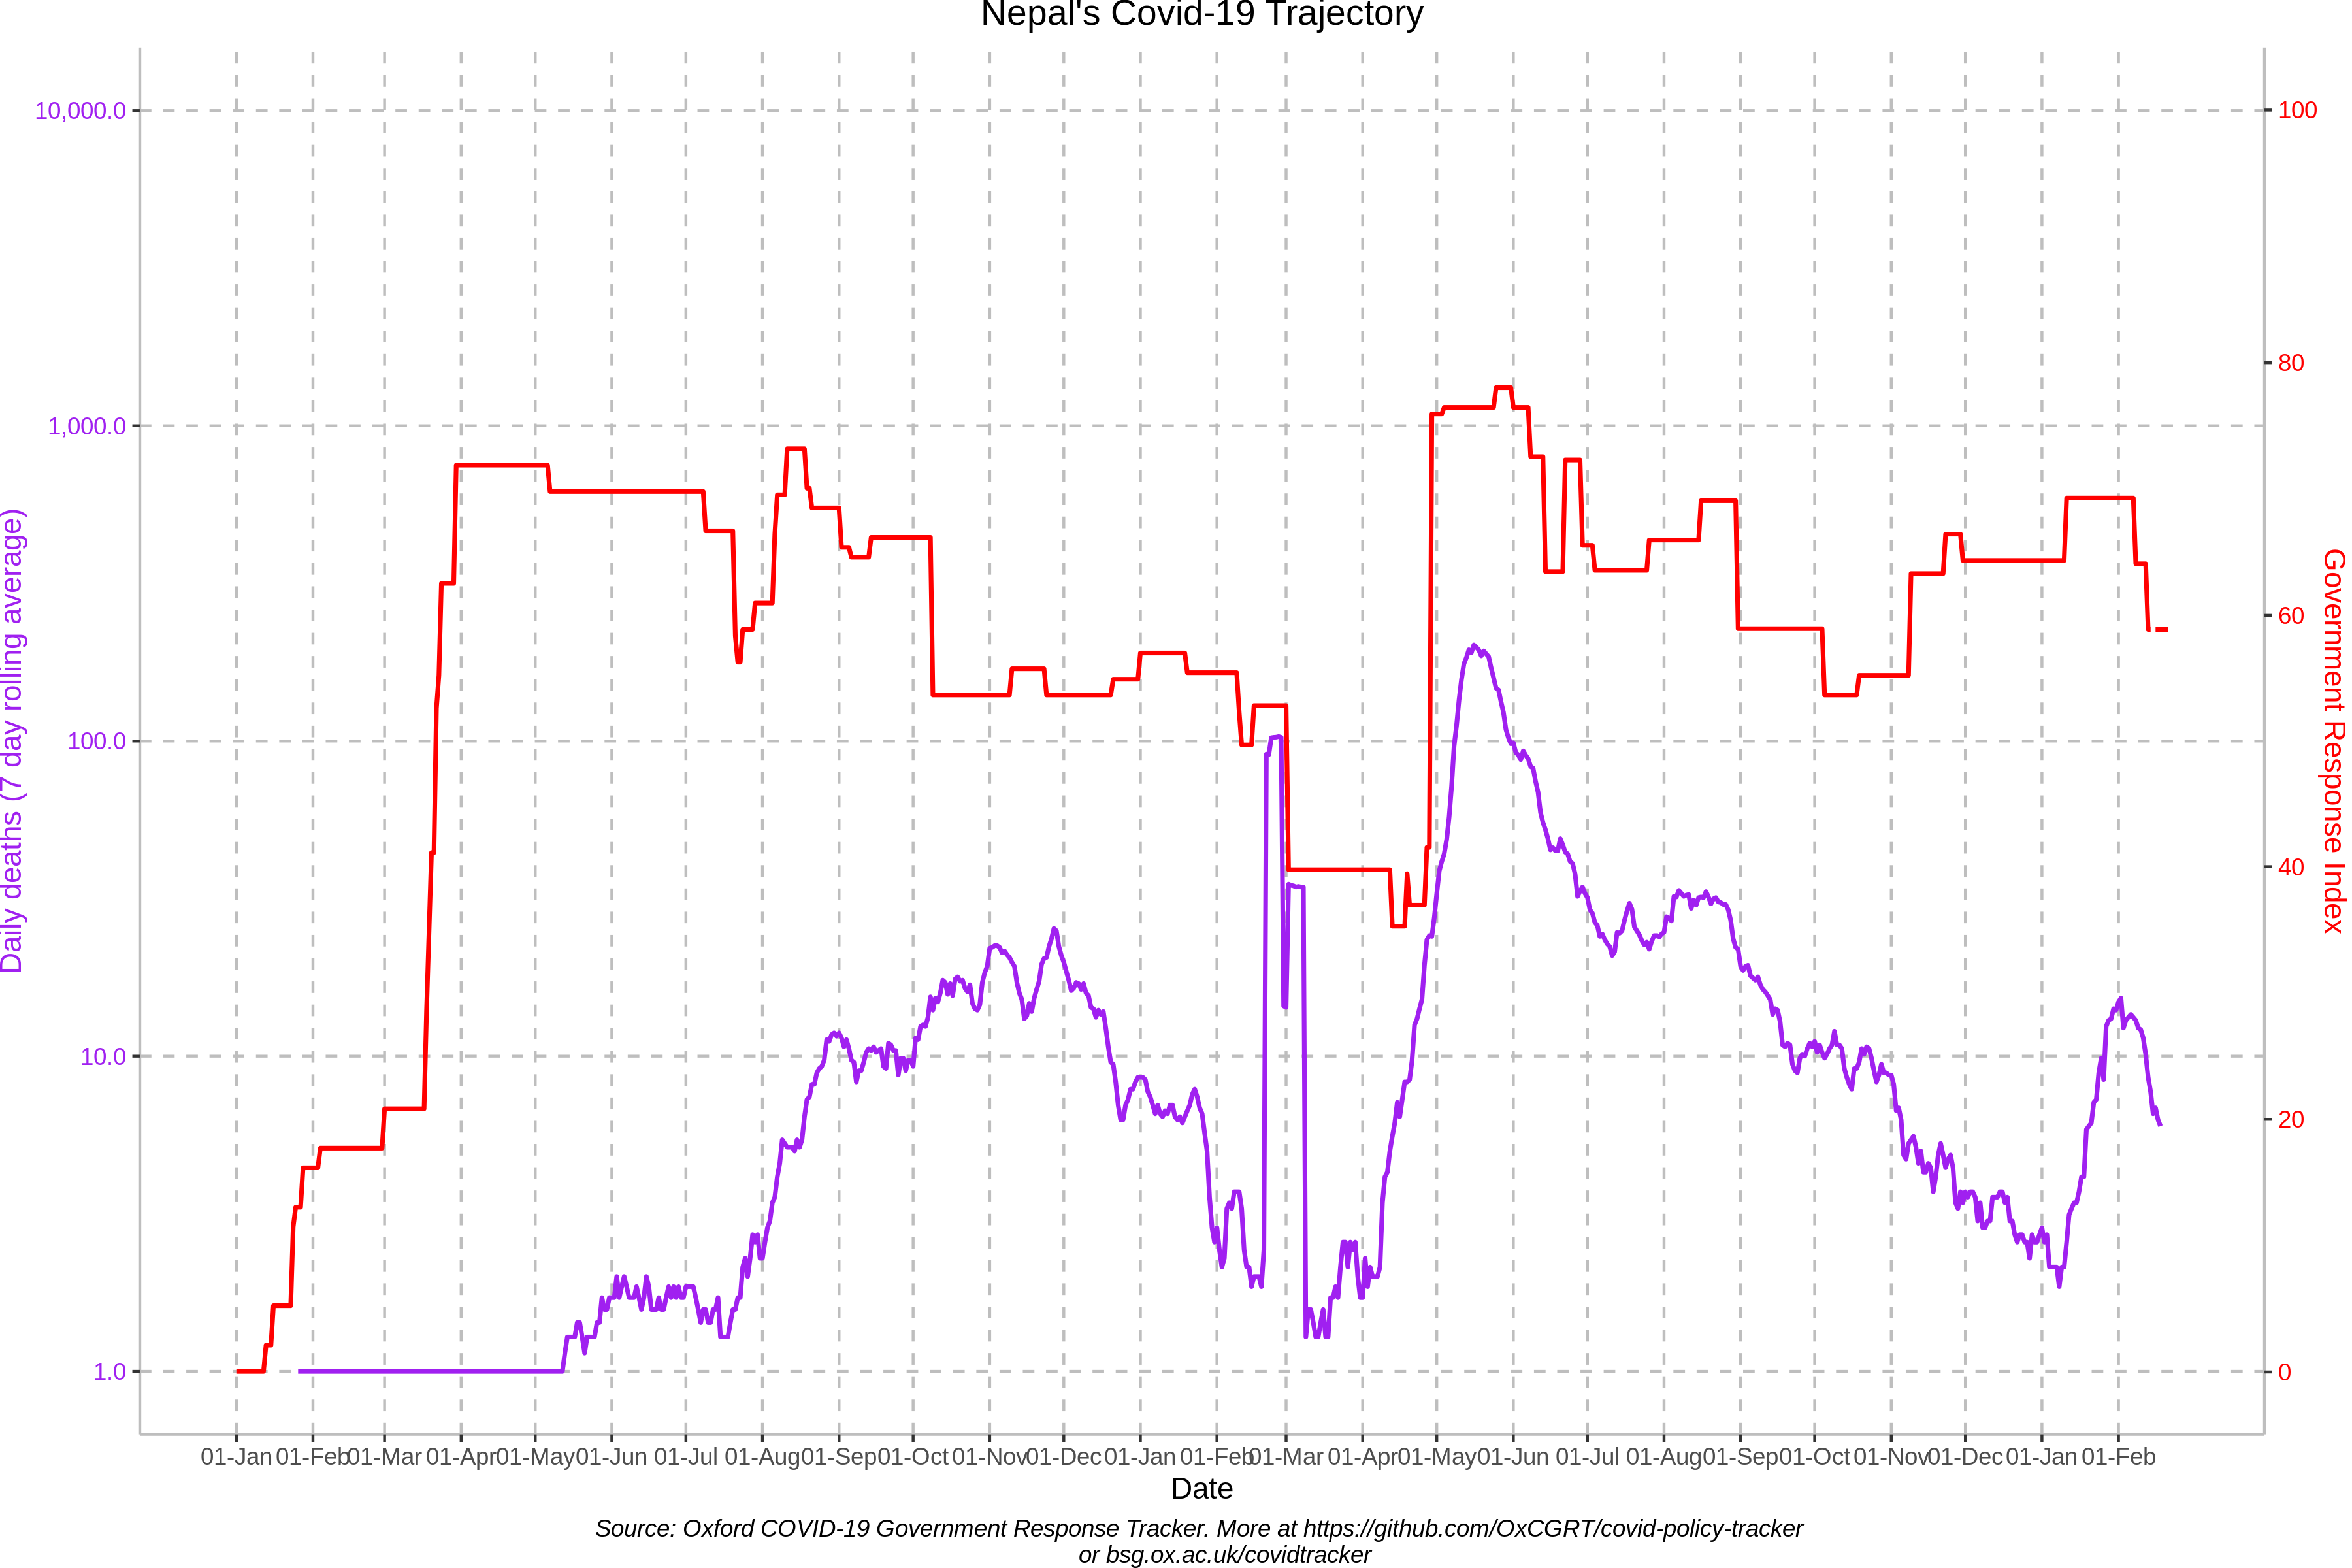 Nepal's Covid-19 Trajectory
10,000.0
1,000.0
100.0
10.0
1.0
Daily deaths (7 day rolling average)
100
80
60
40
20
0
Government Response Index
01-Jan 01-Feb 01-Mar 01-Apr 01-May 01-Jun 01-Jul 01-Aug 01-Sep 01-Oct 01-Nov 01-Dec 01-Jan 01-Feb 01-Mar 01-Apr 01-May 01-Jun 01-Jul 01-Aug 01-Sep 01-Oct 01-Nov 01-Dec 01-Jan 01-Feb
Date
Source: Oxford COVID-19 Government Response Tracker. More at https://github.com/OxCGRT/covid-policy-tracker
or bsg.ox.ac.uk/covidtracker